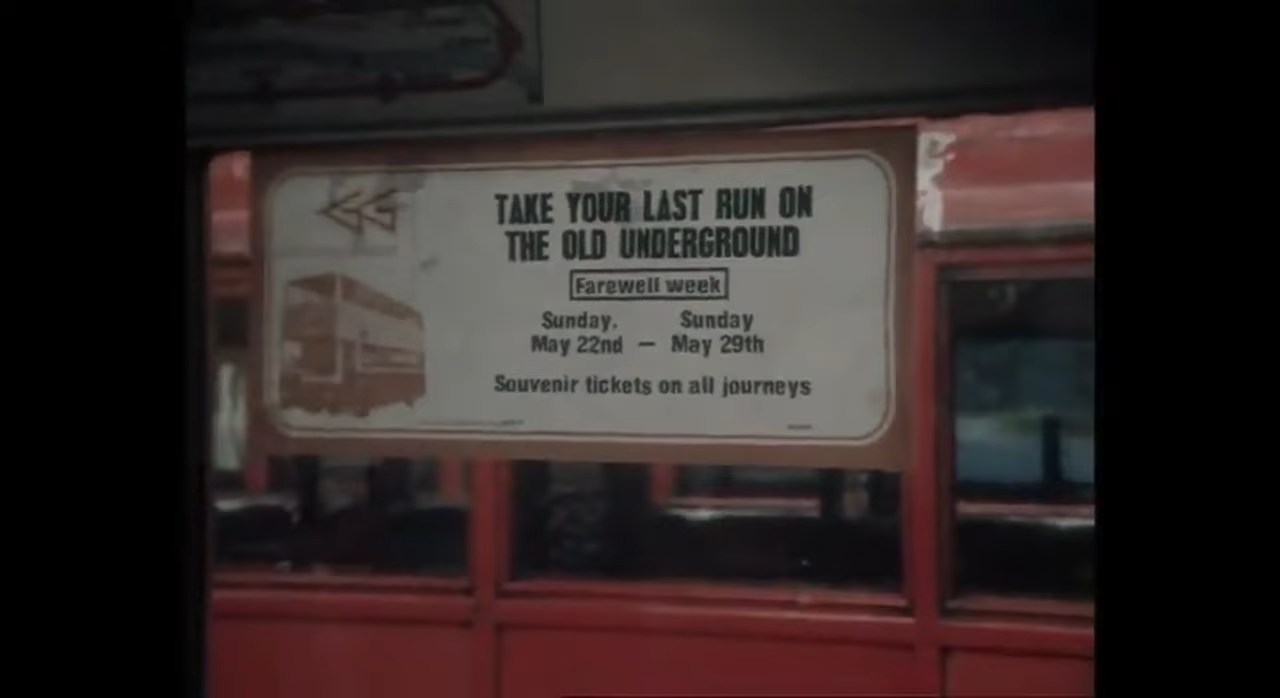 TAKE YOUR LAST RUN ON
THE OLD UNDERGROUND
Farewell week
Sunday, Sunday
May 22nd — May 29th
Souvenir tickets on all journeys